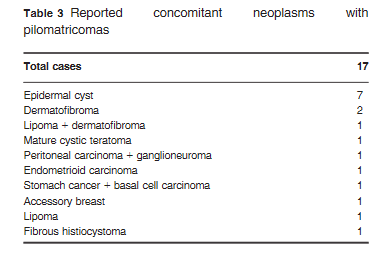 Table 3 Reported concomitant neoplasms with
pilomatricomas
Total cases 17
Epidermal cyst 7
Dermatofibroma 2
Lipoma + dermatofibroma 1
Mature cystic teratoma 1
Peritoneal carcinoma + ganglioneuroma 1
Endometrioid carcinoma 1
Stomach cancer + basal cell carcinoma 1
Accessory breast 1
Lipoma 1
Fibrous histiocystoma 1